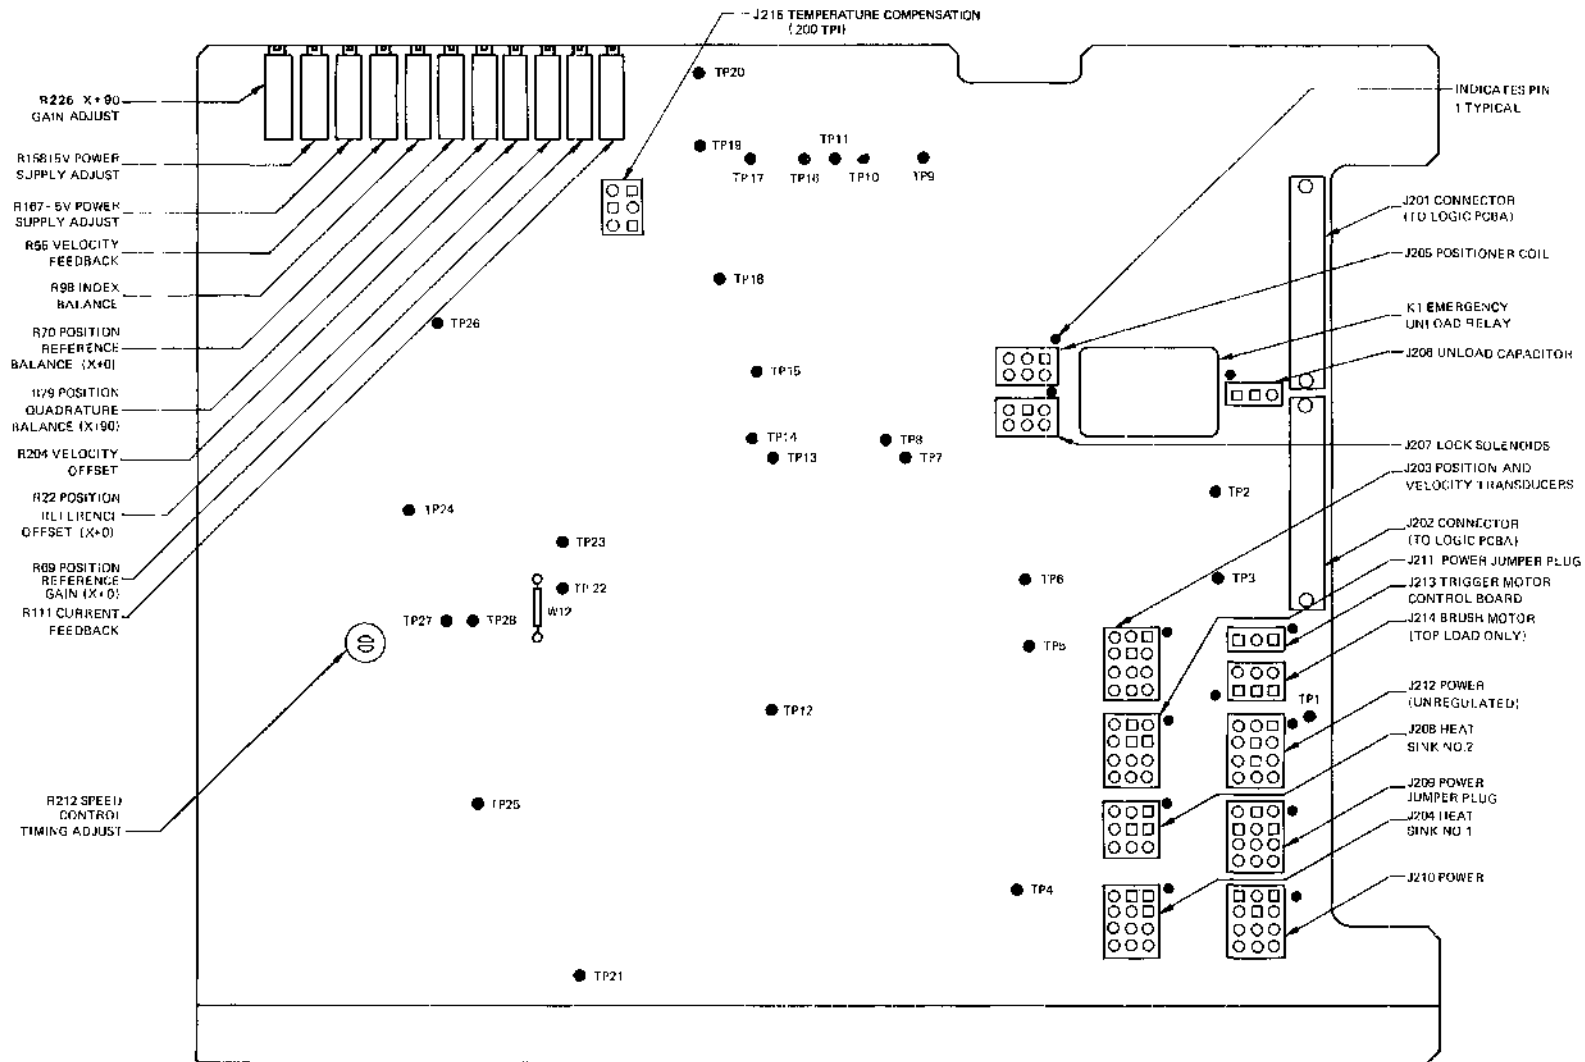 J216 TEMPERATURE COMPENSATION
(200 TPI)
R226 X+90
GAIN ADJUST
R158 15V POWER
SUPPLY ADJUST
R167 - 5V POWER
SUPPLY ADJUST
R56 VELOCITY
FEEDBACK
R98 INDEX
BALANCE
R70 POSITION
REFERENCE
BALANCE (X+0)
R79 POSITION
QUADRATURE
BALANCE (X+90)
R204 VELOCITY
OFFSET
R22 POSITION
REFERENCE
OFFSET (X+0)
R69 POSITION
REFERENCE
GAIN (X+0)
R111 CURRENT
FEEDBACK
R212 SPEED
CONTROL
TIMING ADJUST
TP20
TP19
TP11
TP17
TP16
TP10
TP9
TP18
TP26
TP15
TP14
TP13
TP8
TP7
TP2
TP24
TP23
TP22
W12
TP27
TP28
TP6
TP3
TP5
TP12
TP1
TP25
TP4
TP21
INDICATES PIN
1 TYPICAL
J201 CONNECTOR
(TO LOGIC PCBA)
J205 POSITIONER COIL
K1 EMERGENCY
UNLOAD RELAY
J206 UNLOAD CAPACITOR
J207 LOCK SOLENOIDS
J203 POSITION AND
VELOCITY TRANSDUCERS
J202 CONNECTOR
(TO LOGIC PCBA)
J211 POWER JUMPER PLUG
J213 TRIGGER MOTOR
CONTROL BOARD
J214 BRUSH MOTOR
(TOP LOAD ONLY)
J212 POWER
(UNREGULATED)
J208 HEAT
SINK NO.2
J209 POWER
JUMPER PLUG
J204 HEAT
SINK NO 1
J210 POWER